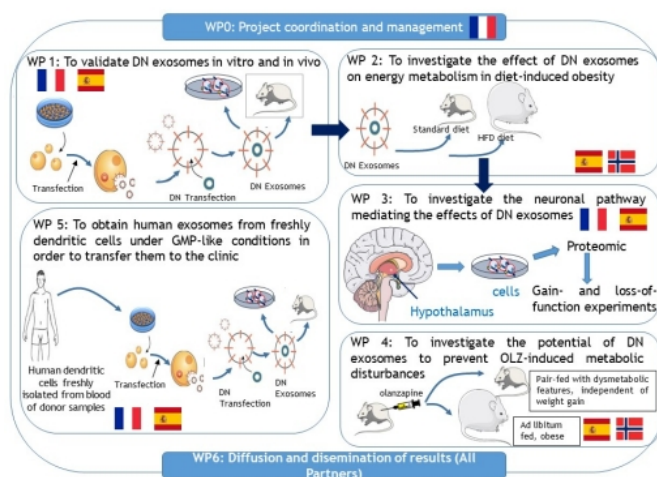 WP0: Project coordination and management
WP 1: To validate DN exosomes in vitro and in vivo
Transfection
DN Transfection
DN Exosomes
WP 2: To investigate the effect of DN exosomes
on energy metabolism in diet-induced obesity
Standard diet
HFD diet
DN Exosomes
WP 3: To investigate the neuronal pathway
mediating the effects of DN exosomes
Proteomic
cells
Hypothalamus
Gain- and loss-of-
function experiments
WP 5: To obtain human exosomes from freshly
dendritic cells under GMP-like conditions in
order to transfer them to the clinic
Human dendritic
cells freshly
isolated from blood
of donor samples
Transfection
DN
Transfection
DN
Exosomes
WP 4: To investigate the potential of DN
exosomes to prevent OLZ-induced metabolic
disturbances
olanzapine
Pair-fed with dysmetabolic
features, independent of
weight gain
Ad libitum
fed, obese
WP6: Diffusion and disemination of results (All
Partners)